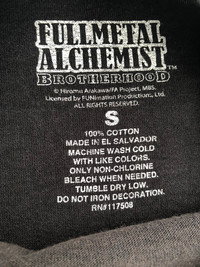 FULLMETAL
ALCHEMIST™
BROTHERHOOD
© Hiromu Arakawa/FA Project, MBS.
Licensed by FUNimation Productions, Ltd.
ALL RIGHTS RESERVED.
S
100% COTTON
MADE IN EL SALVADOR
MACHINE WASH COLD
WITH LIKE COLORS.
ONLY NON-CHLORINE
BLEACH WHEN NEEDED.
TUMBLE DRY LOW.
DO NOT IRON DECORATION.
RN#117508